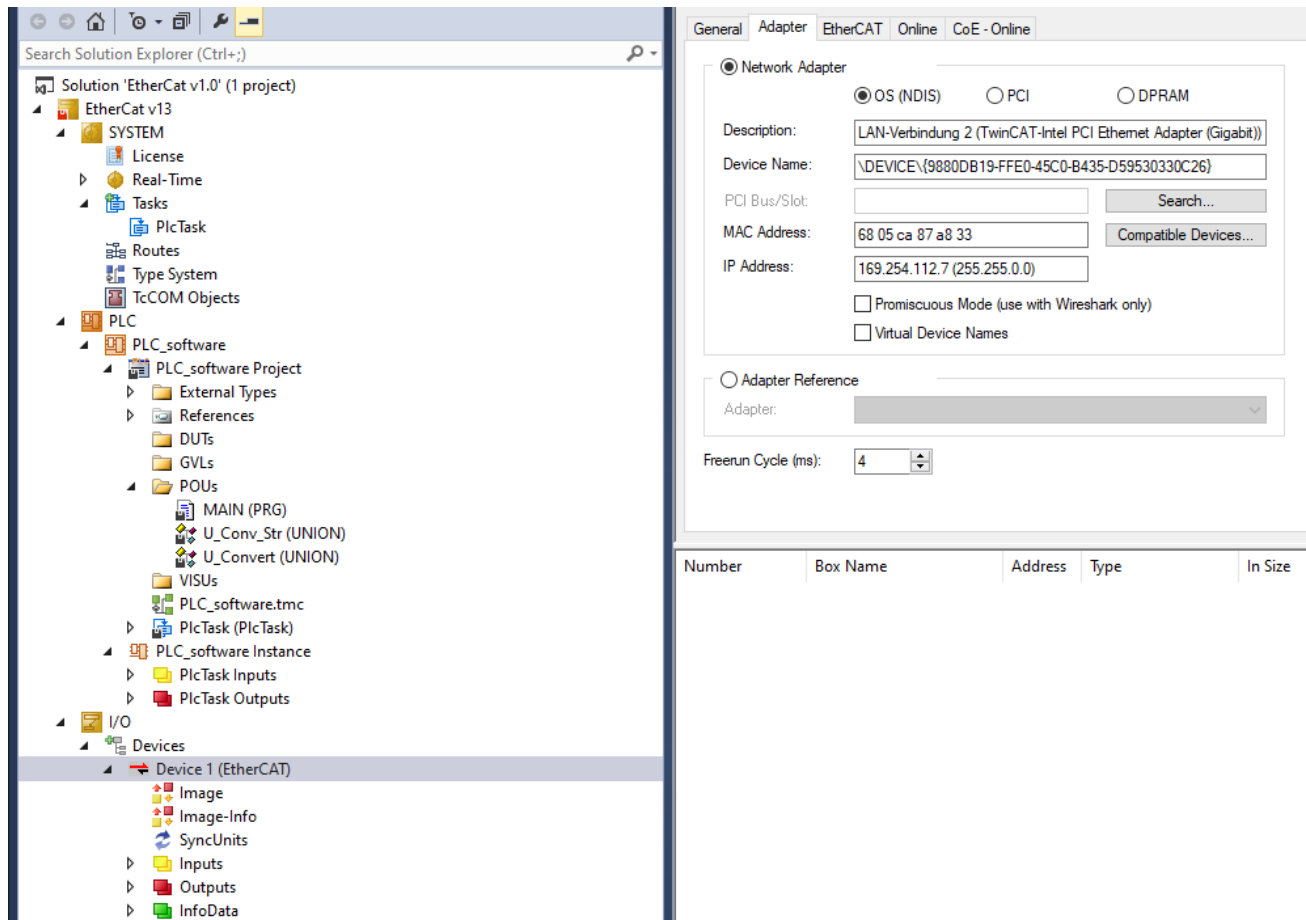 Search Solution Explorer (Ctrl+;)
Solution 'EtherCat v1.0' (1 project)
EtherCat v13
SYSTEM
License
Real-Time
Tasks
PlcTask
Routes
Type System
TcCOM Objects
PLC
PLC_software
PLC_software Project
External Types
References
DUTs
GVLs
POUs
MAIN (PRG)
U_Conv_Str (UNION)
U_Convert (UNION)
VISUs
PLC_software.tmc
PlcTask (PlcTask)
PLC_software Instance
PlcTask Inputs
PlcTask Outputs
I/O
Devices
Device 1 (EtherCAT)
Image
Image-Info
SyncUnits
Inputs
Outputs
InfoData
General Adapter EtherCAT Online CoE - Online
Network Adapter
OS (NDIS) PCI DPRAM
Description: LAN-Verbindung 2 (TwinCAT-Intel PCI Ethernet Adapter (Gigabit))
Device Name: \DEVICE\{9880DB19-FFE0-45C0-B435-D59530330C26}
PCI Bus/Slot: Search...
MAC Address: 68 05 ca 87 a8 33 Compatible Devices...
IP Address: 169.254.112.7 (255.255.0.0)
Promiscuous Mode (use with Wireshark only)
Virtual Device Names
Adapter Reference
Adapter:
Freerun Cycle (ms): 4
Number Box Name Address Type In Size